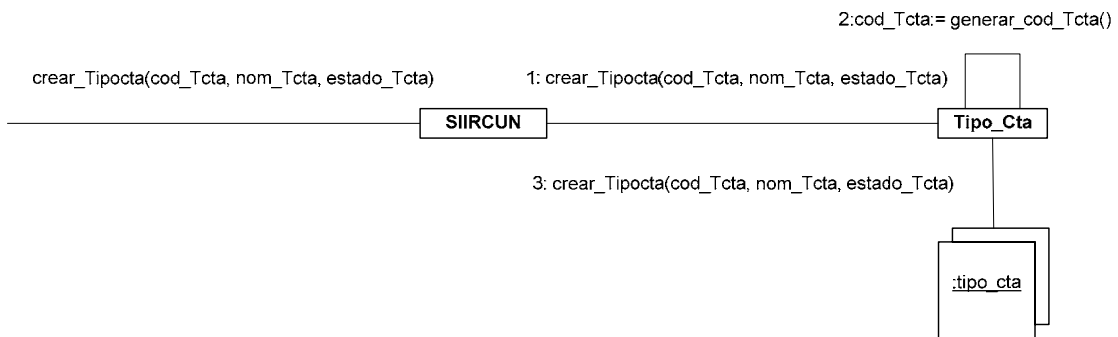 2:cod_Tcta:= generar_cod_Tcta()
crear_Tipocta(cod_Tcta, nom_Tcta, estado_Tcta)
1: crear_Tipocta(cod_Tcta, nom_Tcta, estado_Tcta)
SIIRCUN
Tipo_Cta
3: crear_Tipocta(cod_Tcta, nom_Tcta, estado_Tcta)
:tipo_cta